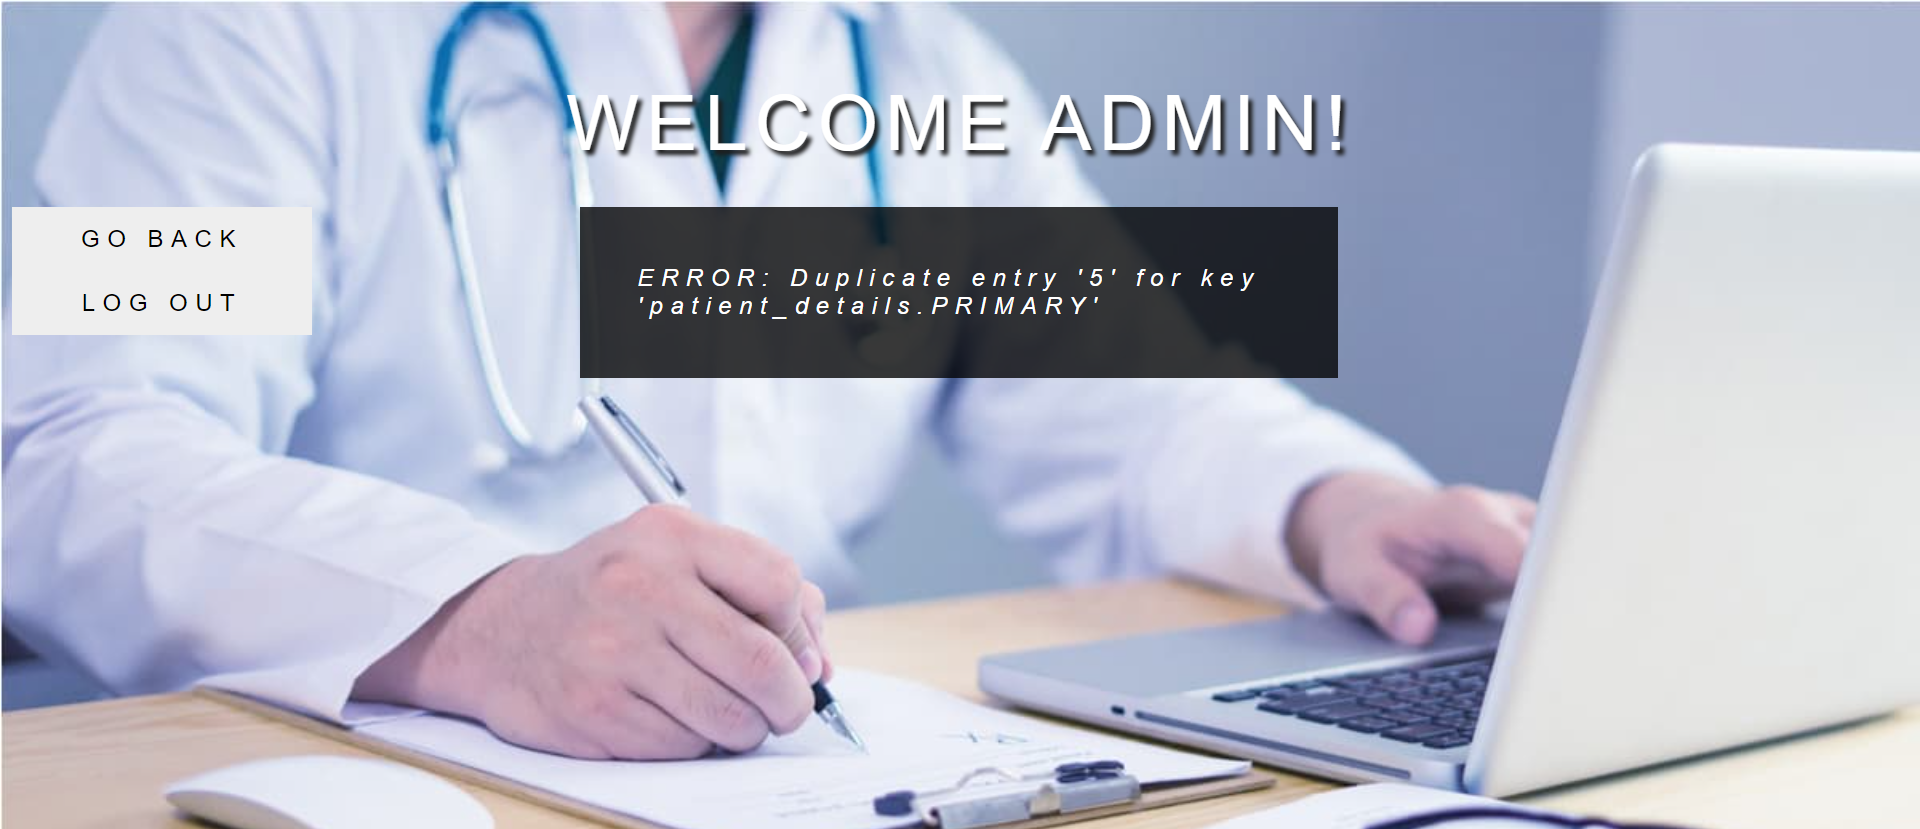 WELCOME ADMIN!
GO BACK
LOG OUT
ERROR: Duplicate entry '5' for key
'patient_details.PRIMARY'